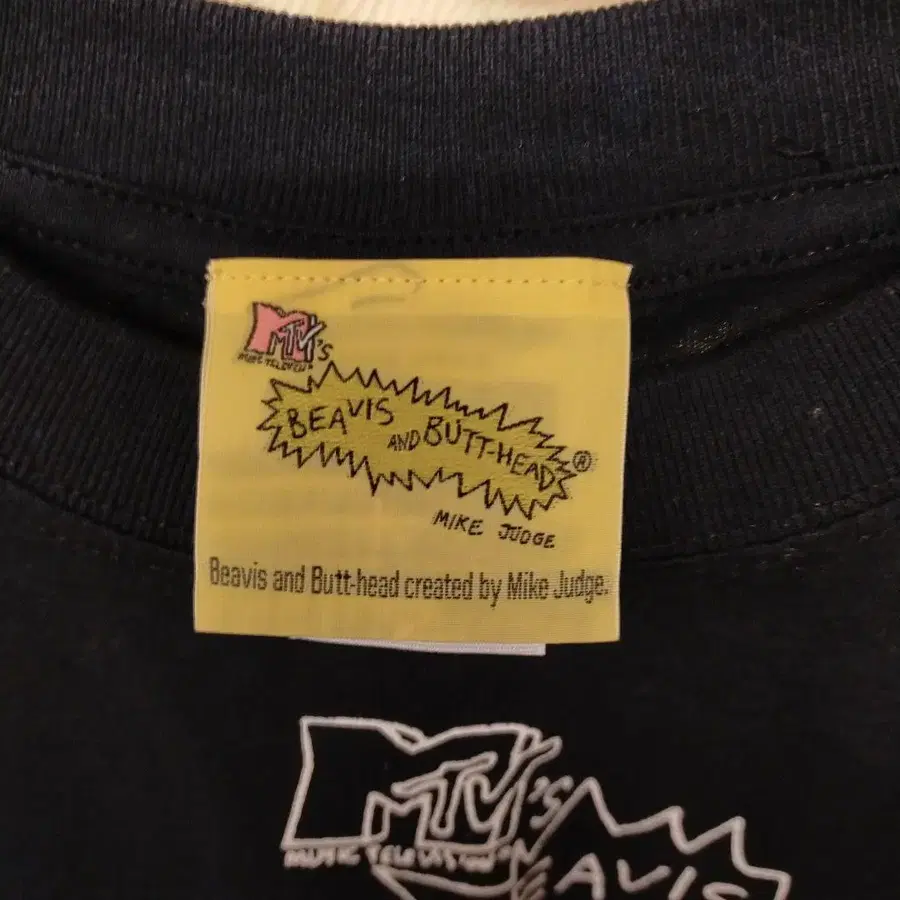 MTV's
MUSIC TELEVISION
BEAVIS
AND BUTT-HEAD®
MIKE JUDGE
Beavis and Butt-head created by Mike Judge.
MTV's
MUSIC TELEVISION
EAVIS